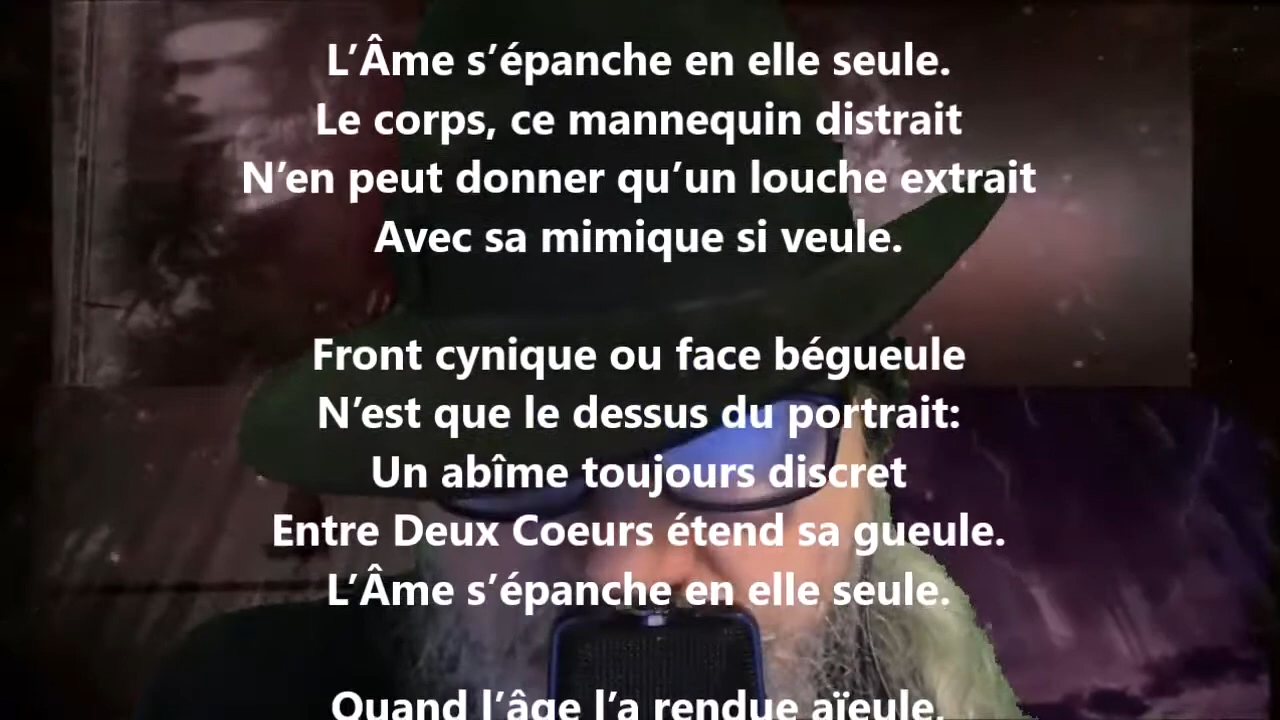 L’Âme s’épanche en elle seule.
Le corps, ce mannequin distrait
N’en peut donner qu’un louche extrait
Avec sa mimique si veule.
Front cynique ou face bégueule
N’est que le dessus du portrait:
Un abîme toujours discret
Entre Deux Coeurs étend sa gueule.
L’Âme s’épanche en elle seule.
Quand l’âge l’a rendue aïeule,